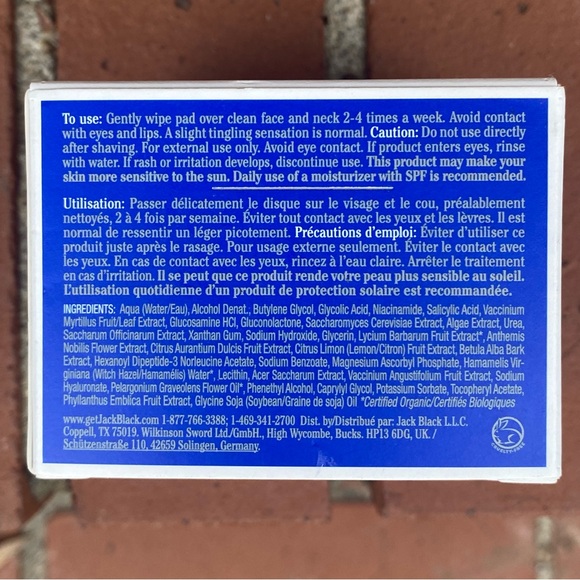 To use: Gently wipe pad over clean face and neck 2-4 times a week. Avoid contact
with eyes and lips. A slight tingling sensation is normal. Caution: Do not use directly
after shaving. For external use only. Avoid eye contact. If product enters eyes, rinse
with water. If rash or irritation develops, discontinue use. This product may make your
skin more sensitive to the sun. Daily use of a moisturizer with SPF is recommended.
Utilisation: Passer délicatement le disque sur le visage et le cou, préalablement
nettoyés, 2 à 4 fois par semaine. Éviter tout contact avec les yeux et les lèvres. Il est
normal de ressentir un léger picotement. Précautions d'emploi: Éviter d'utiliser ce
produit juste après le rasage. Pour usage externe seulement. Éviter le contact avec
les yeux. En cas de contact avec les yeux, rincez à l'eau claire. Arrêter le traitement
en cas d'irritation. Il se peut que ce produit rende votre peau plus sensible au soleil.
L'utilisation quotidienne d'un produit de protection solaire est recommandée.
INGREDIENTS: Aqua (Water/Eau), Alcohol Denat., Butylene Glycol, Glycolic Acid, Niacinamide, Salicylic Acid, Vaccinium
Myrtillus Fruit/Leaf Extract, Glucosamine HCl, Gluconolactone, Saccharomyces Cerevisiae Extract, Algae Extract, Urea,
Saccharum Officinarum Extract, Xanthan Gum, Sodium Hydroxide, Glycerin, Lycium Barbarum Fruit Extract*, Anthemis
Nobilis Flower Extract, Citrus Aurantium Dulcis Fruit Extract, Citrus Limon (Lemon/Citron) Fruit Extract, Betula Alba Bark
Extract, Hexanoyl Dipeptide-3 Norleucine Acetate, Sodium Benzoate, Magnesium Ascorbyl Phosphate, Hamamelis Vir-
giniana (Witch Hazel/Hamamélis) Water*, Lecithin, Acer Saccharum Extract, Vaccinium Angustifolium Fruit Extract, Sodium
Hyaluronate, Pelargonium Graveolens Flower Oil*, Phenethyl Alcohol, Caprylyl Glycol, Potassium Sorbate, Tocopheryl Acetate,
Phyllanthus Emblica Fruit Extract, Glycine Soja (Soybean/Graine de soja) Oil *Certified Organic/Certifiés Biologiques
www.getJackBlack.com 1-877-766-3388; 1-469-341-2700 Dist. by/Distribué par: Jack Black L.L.C.
Coppell, TX 75019. Wilkinson Sword Ltd./GmbH., High Wycombe, Bucks. HP13 6DG, UK. /
Schützenstraße 110, 42659 Solingen, Germany.
CRUELTY-FREE